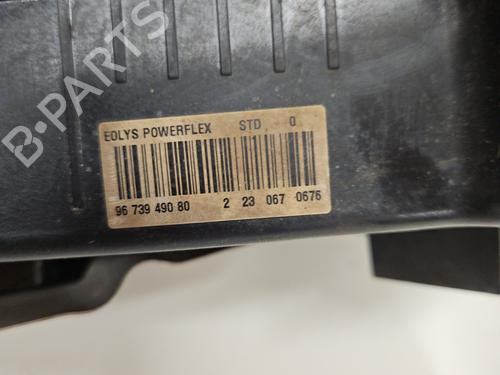 B-PARTS
EOLYS POWERFLEX STD 0
96 739 490 80 2 23 067 0676